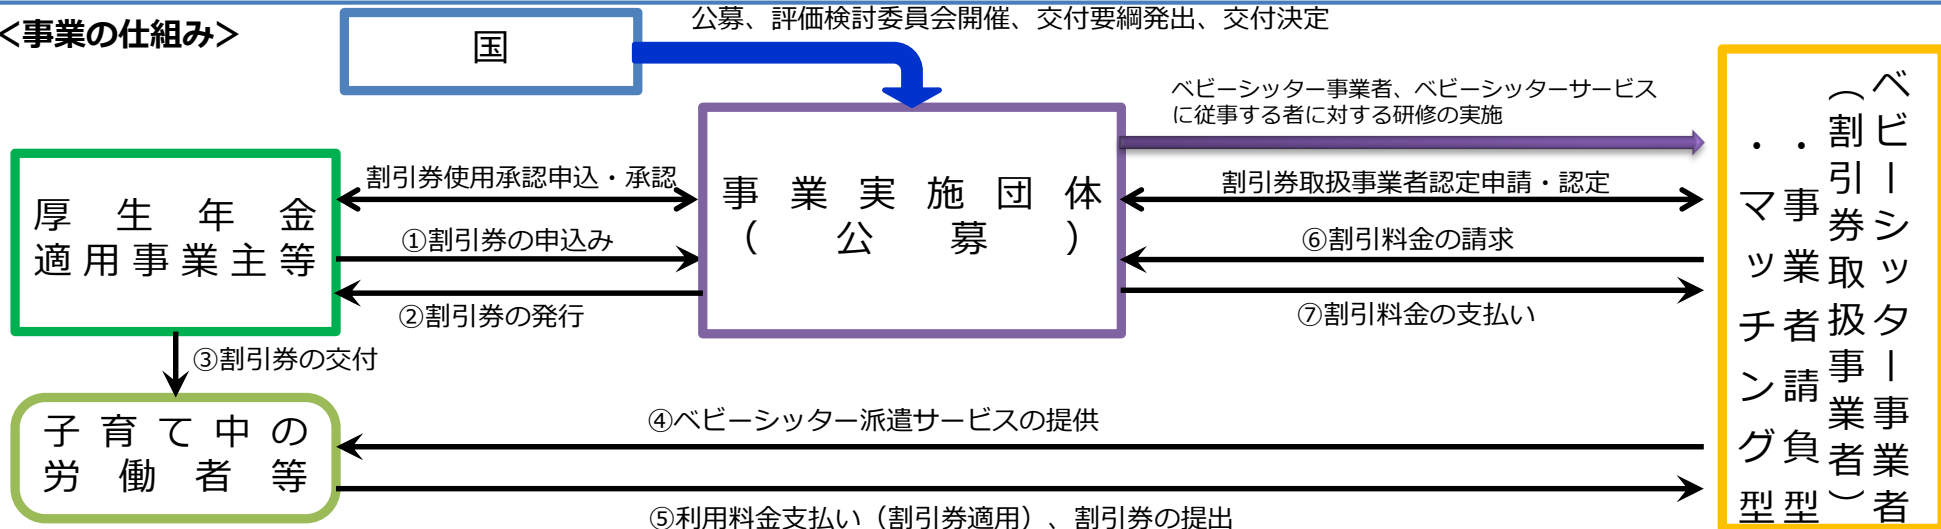 <事業の仕組み>
国
公募、評価検討委員会開催、交付要綱発出、交付決定
ベビーシッター事業者、ベビーシッターサービス
に従事する者に対する研修の実施
厚生年金
適用事業主等
割引券使用承認申込・承認
①割引券の申込み
②割引券の発行
事業実施団体
(公募)
割引券取扱事業者認定申請・認定
⑥割引料金の請求
⑦割引料金の支払い
ベビーシッター事業者
(割引券取扱事業者)
・事業者請負型
・マッチング型
③割引券の交付
子育て中の
労働者等
④ベビーシッター派遣サービスの提供
⑤利用料金支払い（割引券適用）、割引券の提出